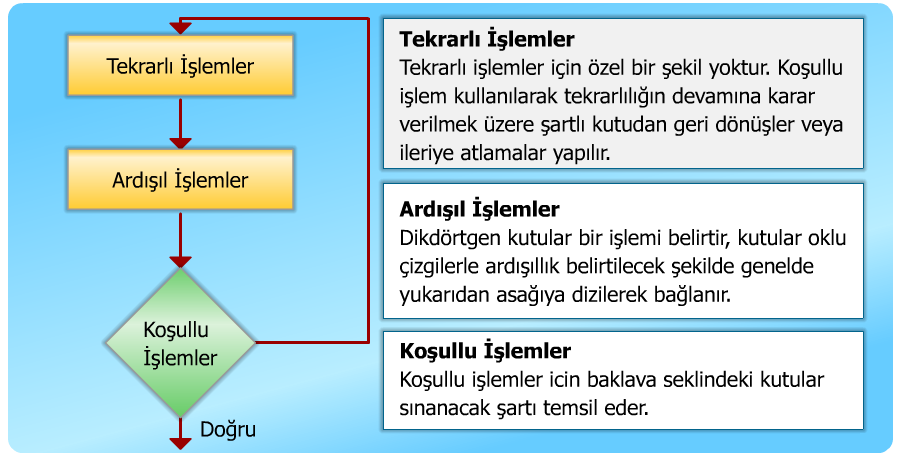 Tekrarlı İşlemler
Ardışıl İşlemler
Koşullu
İşlemler
Doğru
Tekrarlı İşlemler
Tekrarlı işlemler için özel bir şekil yoktur. Koşullu
işlem kullanılarak tekrarlılığın devamına karar
verilmek üzere şartlı kutudan geri dönüşler veya
ileriye atlamalar yapılır.
Ardışıl İşlemler
Dikdörtgen kutular bir işlemi belirtir, kutular oklu
çizgilerle ardışıllık belirtilecek şekilde genelde
yukarıdan asağıya dizilerek bağlanır.
Koşullu İşlemler
Koşullu işlemler icin baklava seklindeki kutular
sınanacak şartı temsil eder.